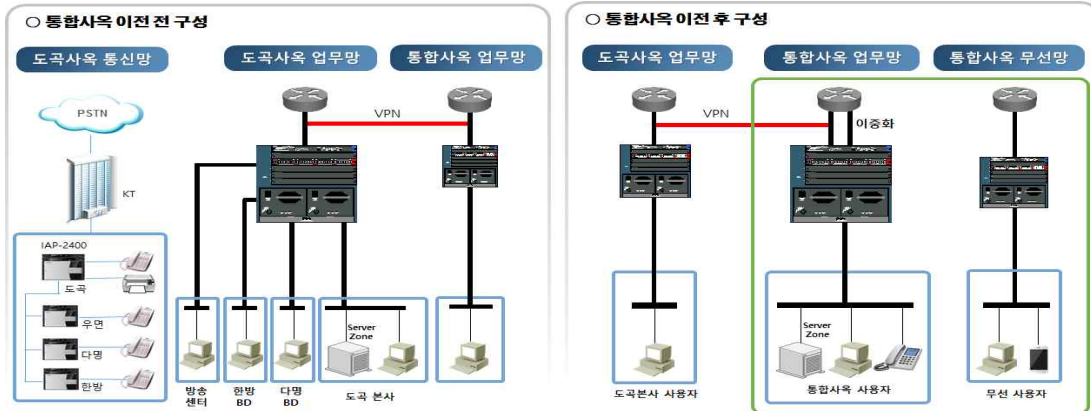 ○ 통합사옥 이전 전 구성
도곡사옥 통신망
도곡사옥 업무망
통합사옥 업무망
PSTN
KT
IAP-2400
도곡
우면
다명
한방
VPN
Server
Zone
방송
센터
한방
BD
다명
BD
도곡 본사
○ 통합사옥 이전 후 구성
도곡사옥 업무망
통합사옥 업무망
통합사옥 무선망
VPN
이중화
Server
Zone
도곡본사 사용자
통합사옥 사용자
무선 사용자